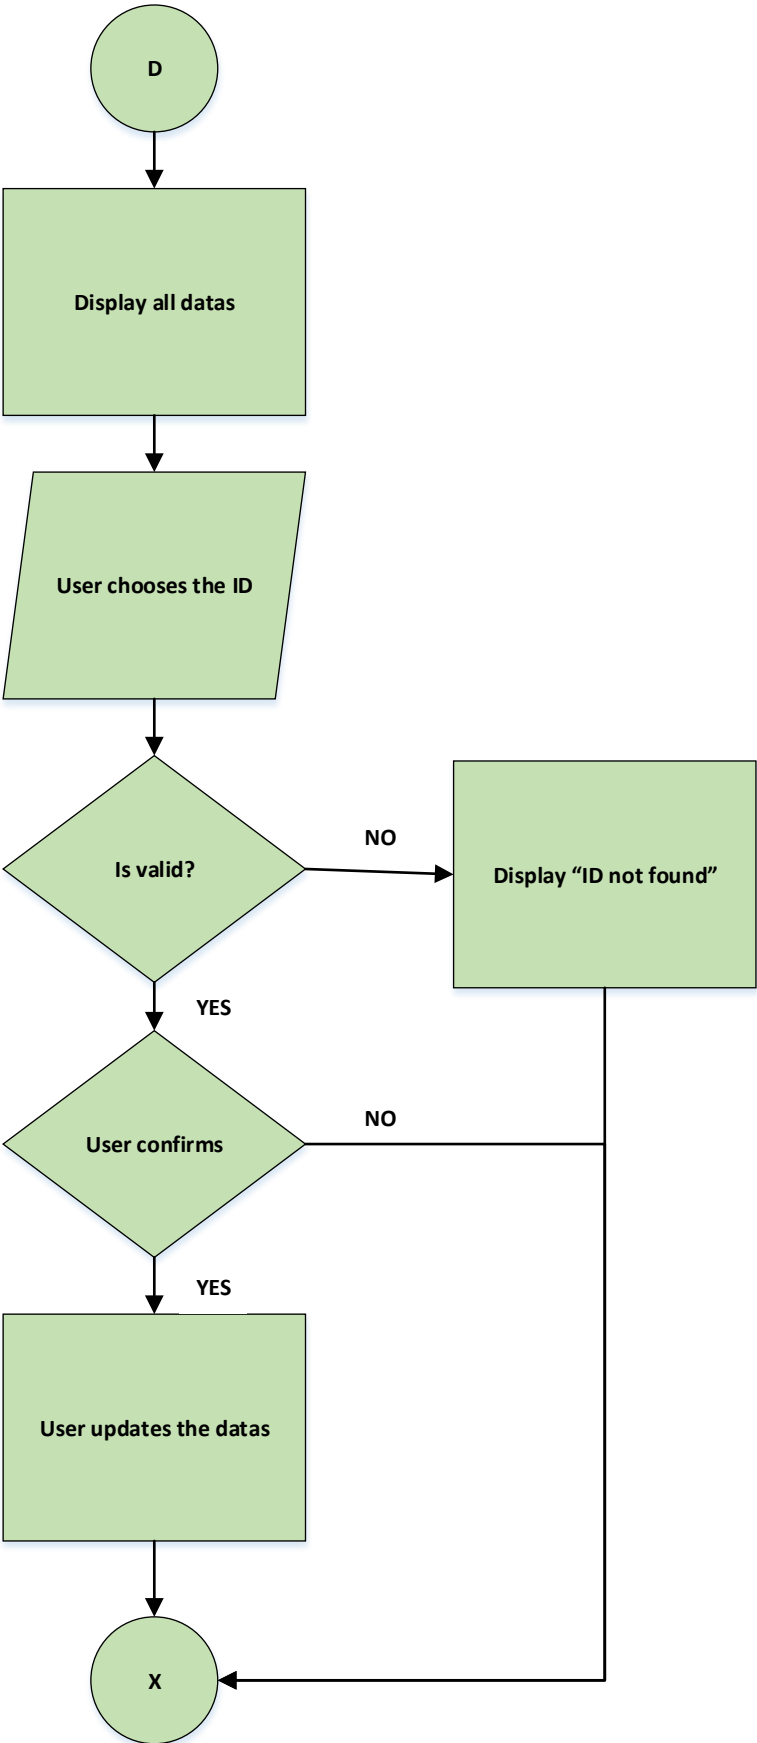 D
Display all datas
User chooses the ID
Is valid?
NO
Display “ID not found”
YES
User confirms
NO
YES
User updates the datas
X